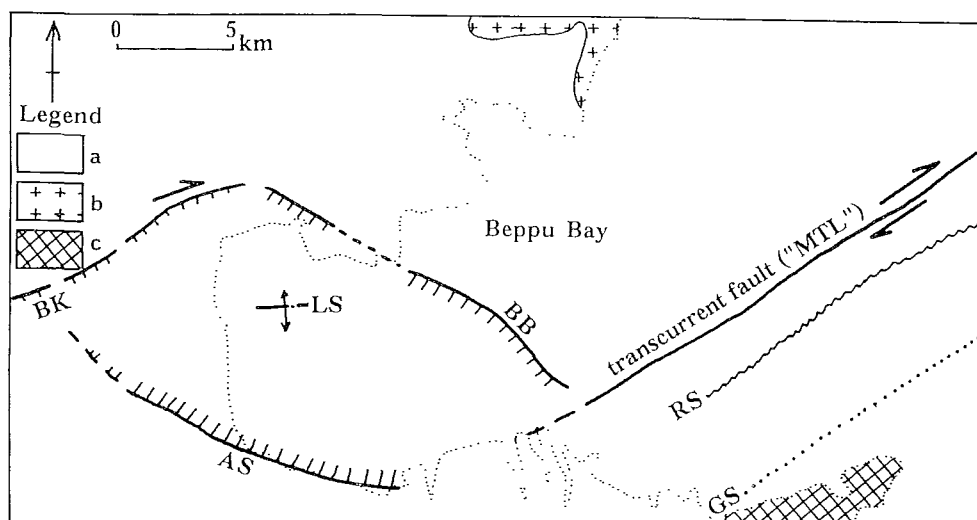 0 5
km
Legend
a
b
c
BK
LS
Beppu Bay
BB
transcurrent fault ("MTL")
RS
AS
GS